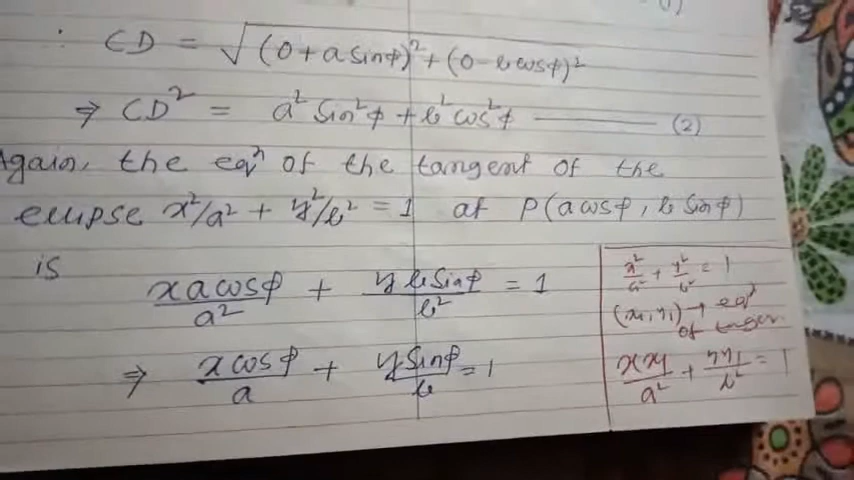 ∴ CD = √(0 + a sinφ)² + (0 - b cosφ)²
⇒ CD² = a² sin²φ + b² cos²φ ——— (2)
Again, the eqⁿ of the tangent of the
ellipse x²/a² + y²/b² = 1 at P(a cosφ, b sinφ)
is
x a cosφ/a² + y b sinφ/b² = 1
⇒ x cosφ/a + y sinφ/b = 1
x²/a² + y²/b² = 1
(x₁, y₁) → eqⁿ
of tangen.
xx₁/a² + yy₁/b² = 1